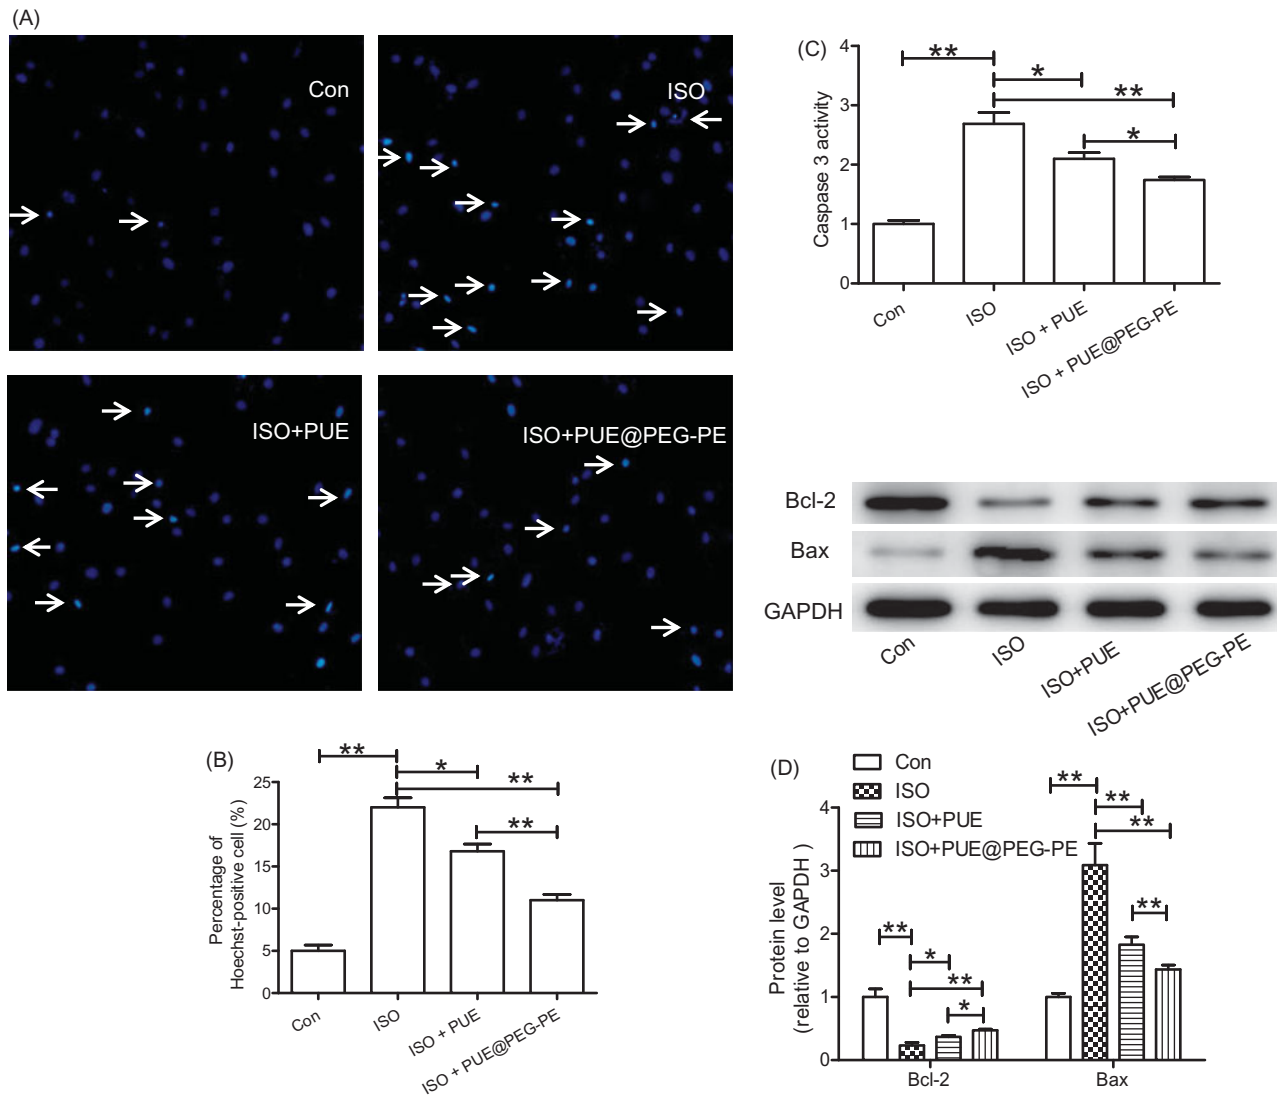 (A)
Con
ISO
ISO+PUE
ISO+PUE@PEG-PE
(C)
Caspase 3 activity
4
3
2
1
0
**
*
**
*
Con
ISO
ISO + PUE
ISO + PUE@PEG-PE
Bcl-2
Bax
GAPDH
Con
ISO
ISO+PUE
ISO+PUE@PEG-PE
(B)
Percentage of
Hoechst-positive cell (%)
25
20
15
10
5
0
**
*
**
**
Con
ISO
ISO + PUE
ISO + PUE@PEG-PE
(D)
Con
ISO
ISO+PUE
ISO+PUE@PEG-PE
Protein level
(relative to GAPDH )
4
3
2
1
0
**
*
**
*
**
**
**
**
Bcl-2
Bax